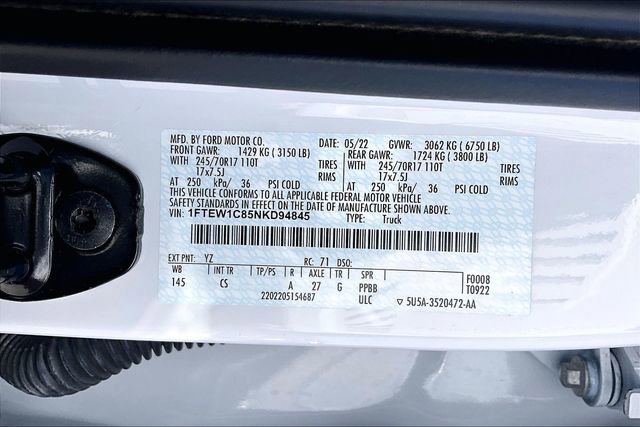 MFD. BY FORD MOTOR CO. 05/22 GVWR: 3062 KG ( 6750 LB)
FRONT GAWR: 1429 KG ( 3150 LB) REAR GAWR: 1724 KG ( 3800 LB)
WITH 245/70R17 110T TIRES WITH 245/70R17 110T TIRES
17x7.5J RIMS 17x7.5J RIMS
AT 250 kPa/ 36 PSI COLD AT 250 kPa/ 36 PSI COLD
THIS VEHICLE CONFORMS TO ALL APPLICABLE FEDERAL MOTOR VEHICLE
SAFETY STANDARDS IN EFFECT ON THE DATE OF MANUFACTURE SHOWN ABOVE.
VIN: 1FTEW1C85NKD94845 TYPE: Truck
EXT PNT: YZ RC: 71 DSO:
WB INT TR TP/PS R AXLE TR SPR F0008
145 CS A 27 G PPBB T0922
2202205154687 ULC ▽ 5U5A-3520472-AA